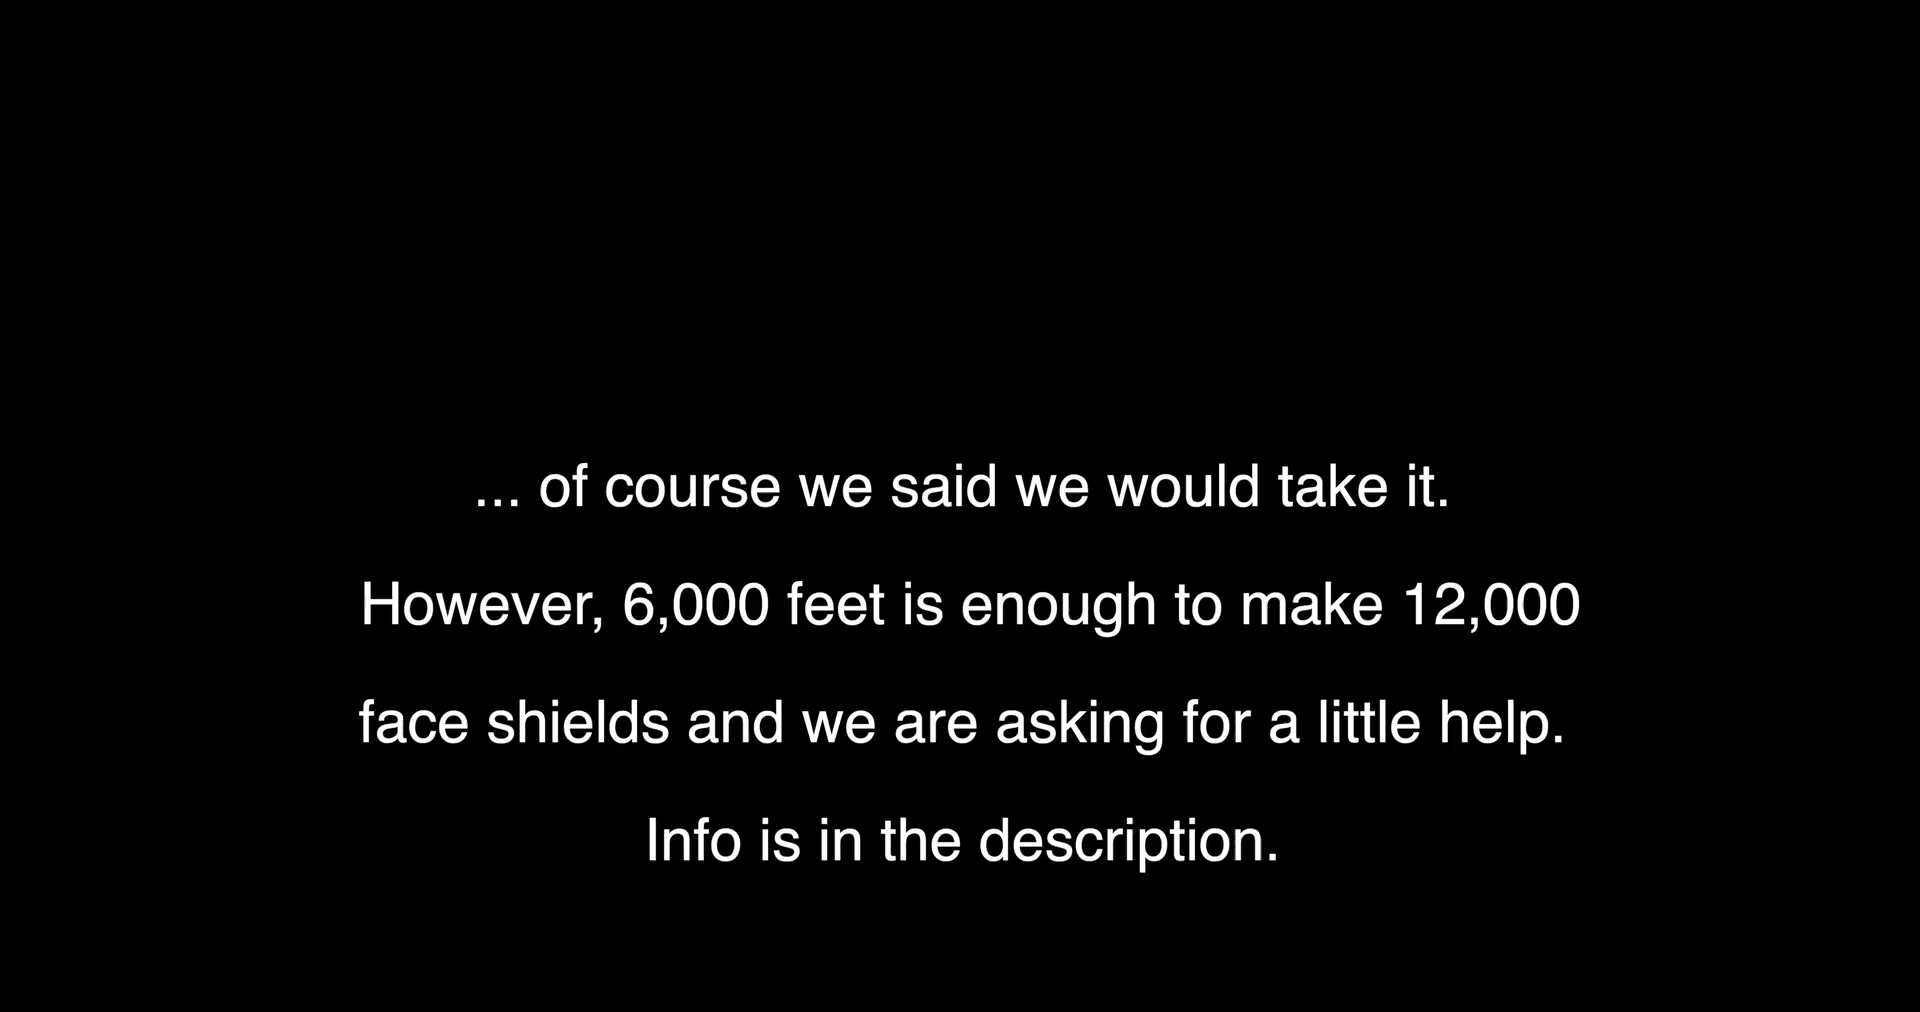 ... of course we said we would take it.
However, 6,000 feet is enough to make 12,000
face shields and we are asking for a little help.
Info is in the description.